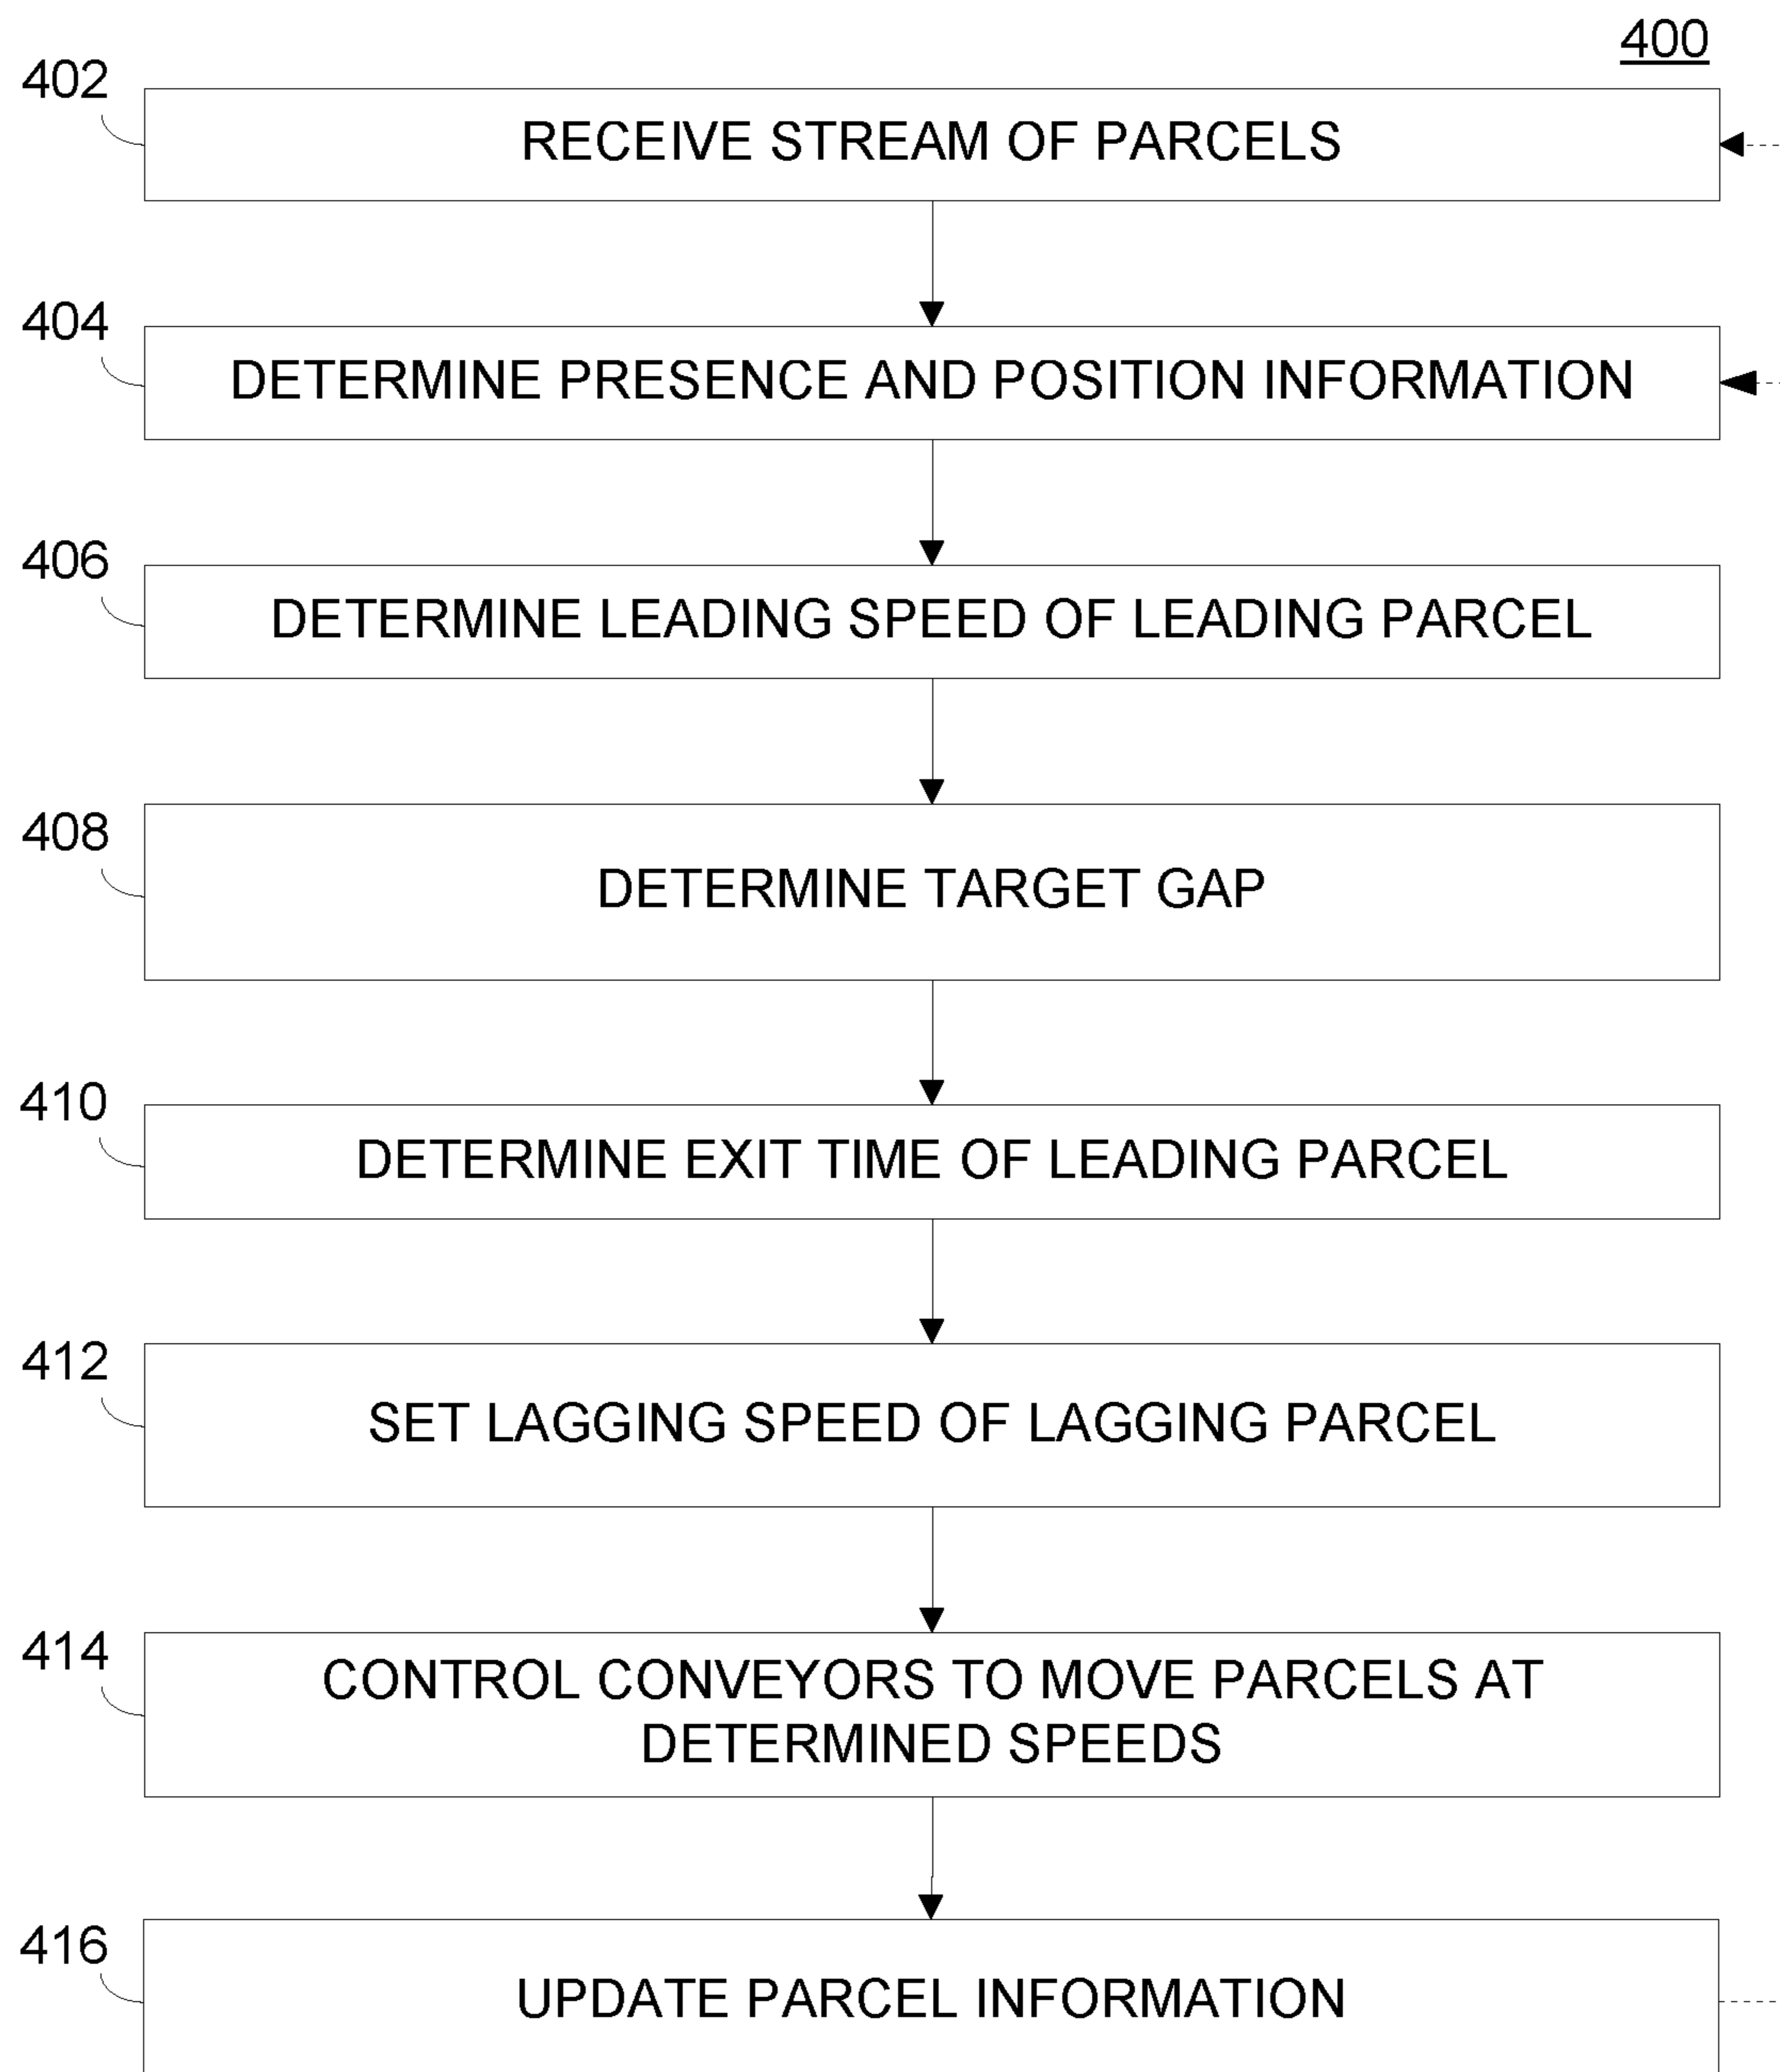 400
402
RECEIVE STREAM OF PARCELS
404
DETERMINE PRESENCE AND POSITION INFORMATION
406
DETERMINE LEADING SPEED OF LEADING PARCEL
408
DETERMINE TARGET GAP
410
DETERMINE EXIT TIME OF LEADING PARCEL
412
SET LAGGING SPEED OF LAGGING PARCEL
414
CONTROL CONVEYORS TO MOVE PARCELS AT
DETERMINED SPEEDS
416
UPDATE PARCEL INFORMATION